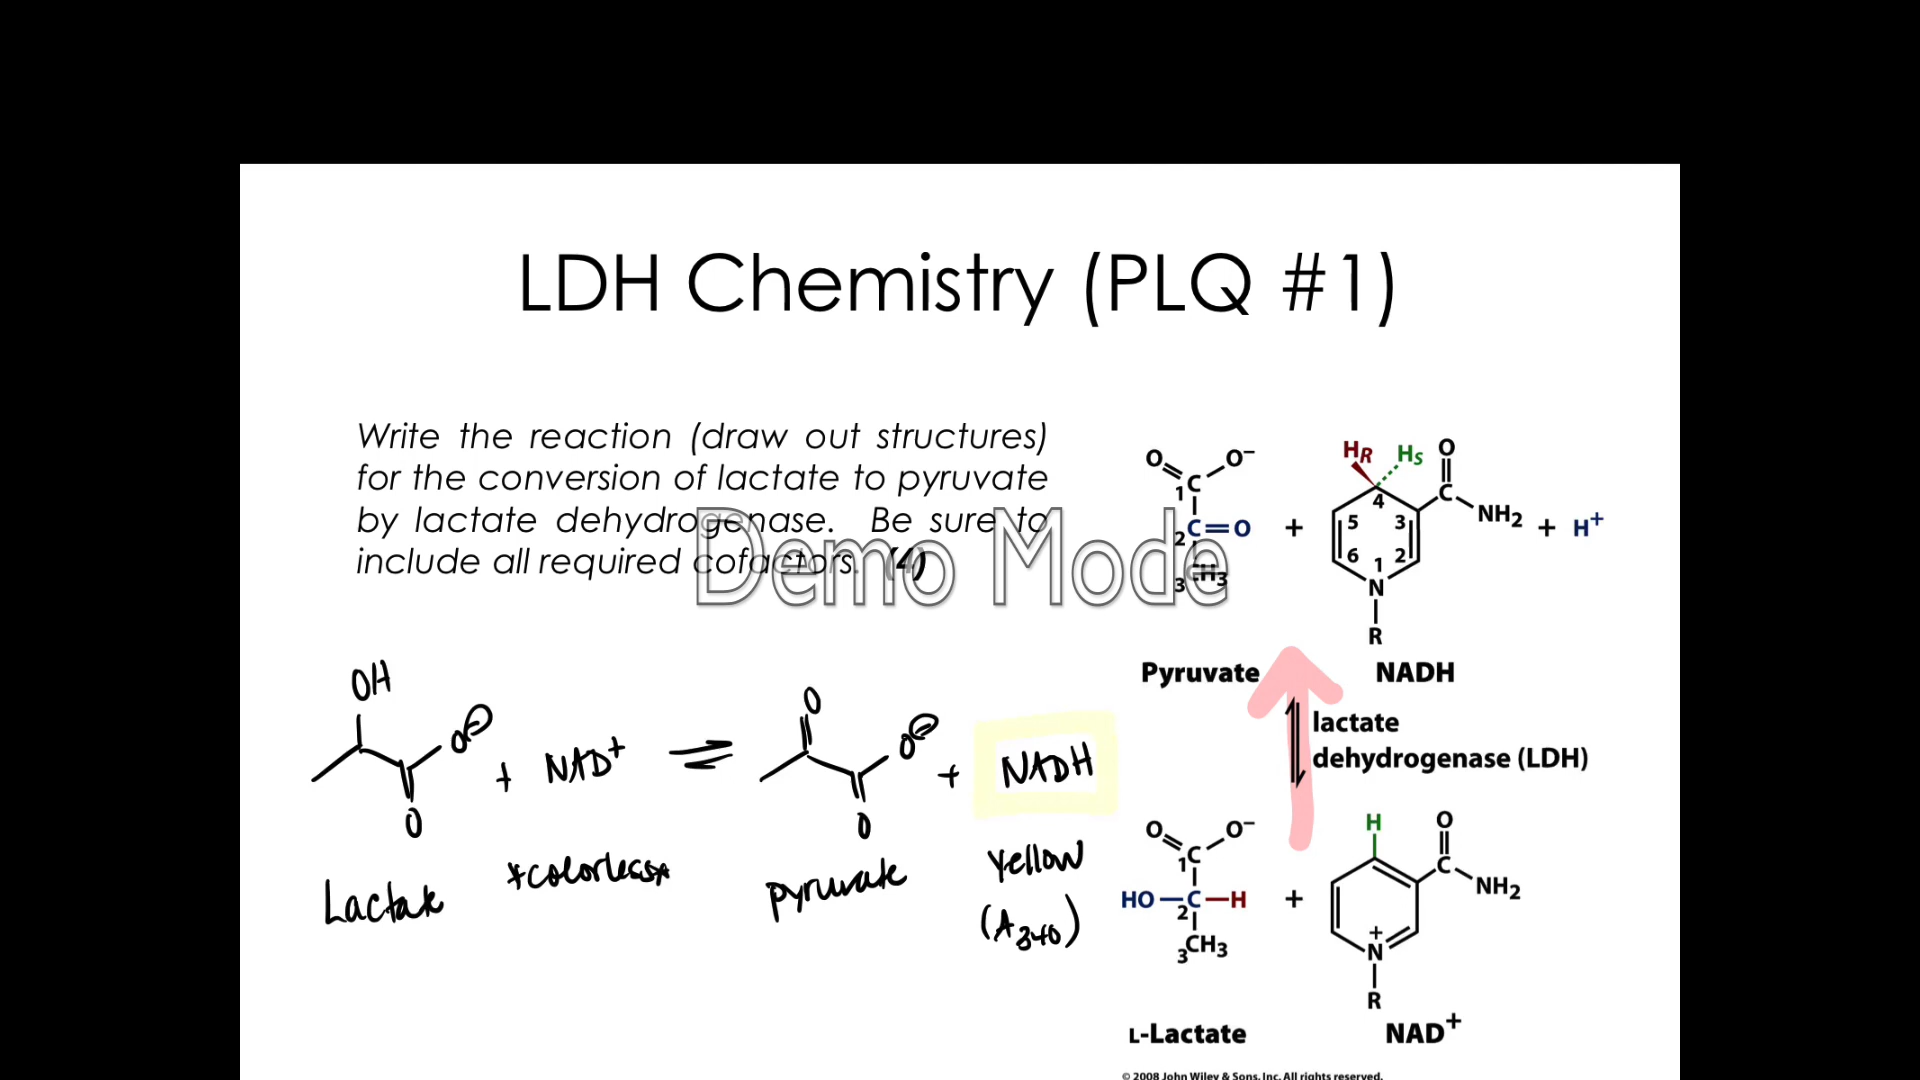 LDH Chemistry (PLQ #1)
Write the reaction (draw out structures)
for the conversion of lactate to pyruvate
by lactate dehydrogenase. Be sure to
include all required cofactors. (4)
Demo Mode
OH
O⊖
+ NAD⁺ ⇌
O
Lactate
*colorless*
O
O⊖
+ NADH
O
pyruvate
Yellow
(A₃₄₀)
O O⁻
1 C
2 C=O
3 CH3
+
HR HS O
4 C
5 3 NH2 + H⁺
6 1 2
N
R
Pyruvate NADH
lactate
dehydrogenase (LDH)
O O⁻
1 C
HO—C—H
2
3 CH3
+
H O
C
NH2
+
N
R
L-Lactate NAD⁺
© 2008 John Wiley & Sons, Inc. All rights reserved.